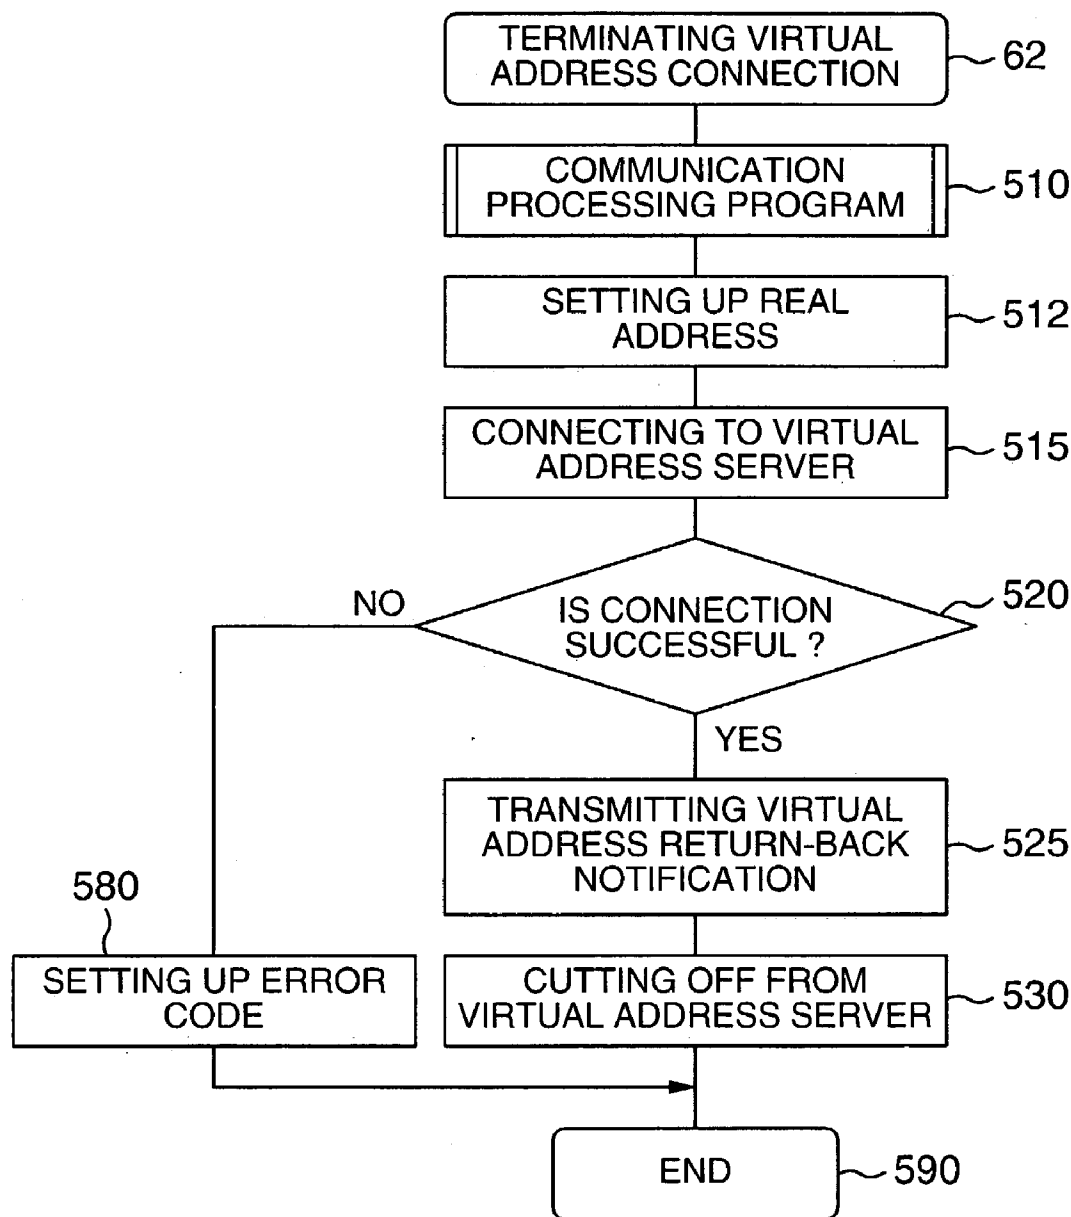 TERMINATING VIRTUAL
ADDRESS CONNECTION
62
COMMUNICATION
PROCESSING PROGRAM
510
SETTING UP REAL
ADDRESS
512
CONNECTING TO VIRTUAL
ADDRESS SERVER
515
IS CONNECTION
SUCCESSFUL ?
520
NO
YES
TRANSMITTING VIRTUAL
ADDRESS RETURN-BACK
NOTIFICATION
525
580
SETTING UP ERROR
CODE
CUTTING OFF FROM
VIRTUAL ADDRESS SERVER
530
END
590